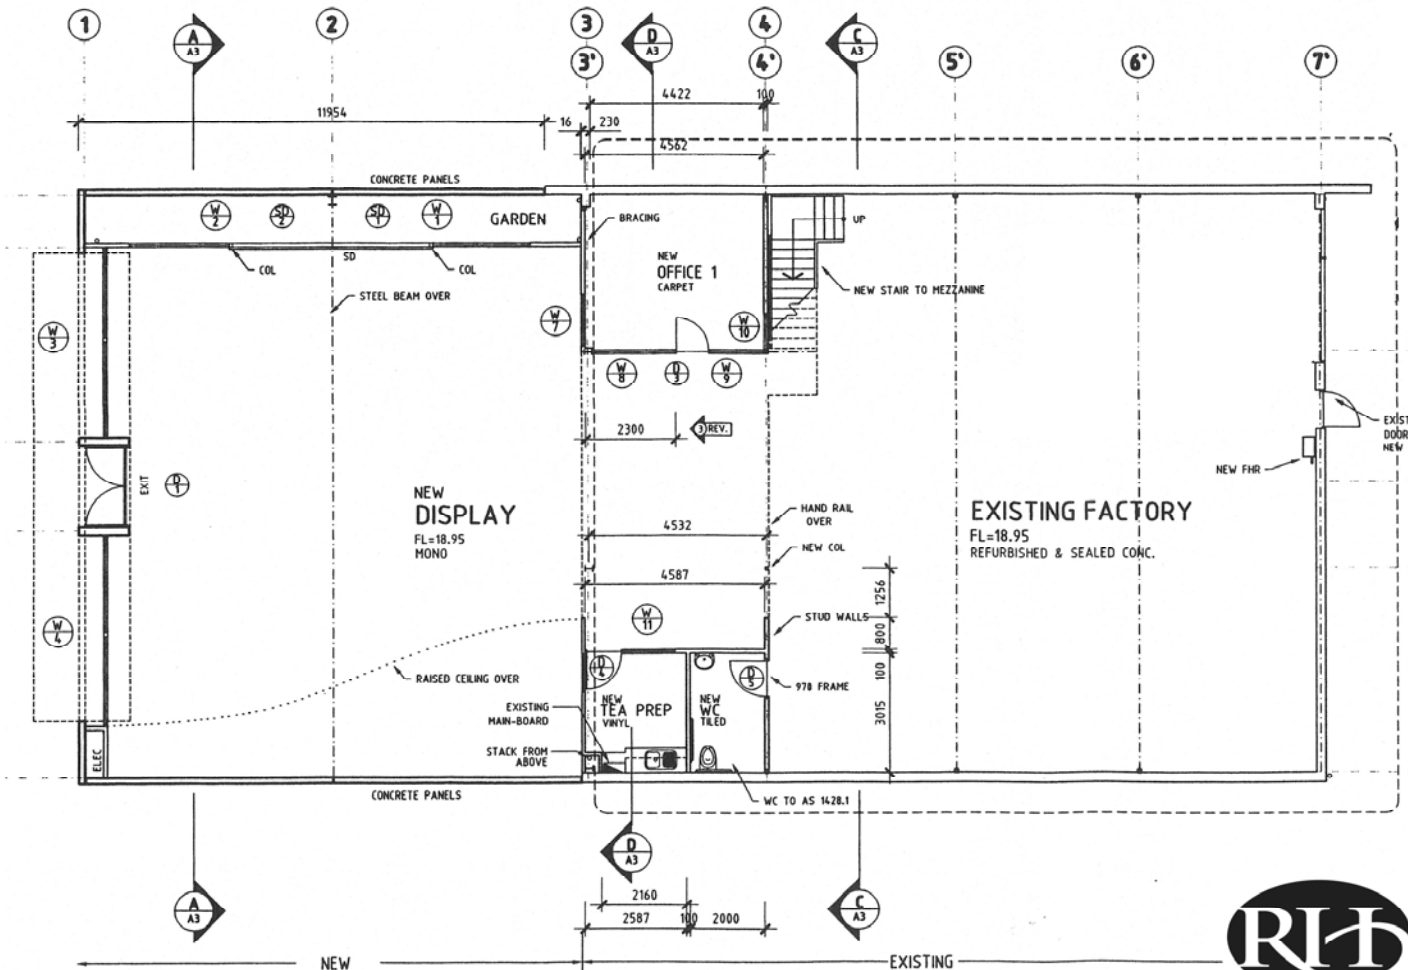 1
A
A3
2
3
3'
D
A3
4
4'
C
A3
5'
6'
7'
4422
100
11954
16
230
4562
CONCRETE PANELS
W
2
SD
2
SD
1
W
1
GARDEN
BRACING
UP
COL
SD
COL
NEW
OFFICE 1
CARPET
STEEL BEAM OVER
NEW STAIR TO MEZZANINE
W
3
W
7
W
10
W
8
D
3
W
9
2300
3 REV.
EXIST
DOOR
NEW
NEW FHR
EXIT
D
1
NEW
DISPLAY
FL=18.95
MONO
HAND RAIL
OVER
EXISTING FACTORY
FL=18.95
REFURBISHED & SEALED CONC.
4532
NEW COL
4587
1256
W
4
W
11
STUD WALLS
800
RAISED CEILING OVER
D
4
D
5
100
970 FRAME
NEW
TEA PREP
VINYL
NEW
WC
TILED
EXISTING
MAIN-BOARD
3015
STACK FROM
ABOVE
ELEC
CONCRETE PANELS
WC TO AS 1428.1
D
A3
A
A3
C
A3
2160
2587
100
2000
NEW
EXISTING
RH